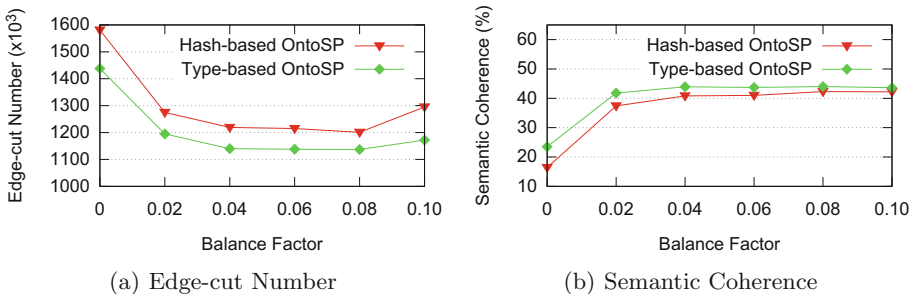 Edge-cut Number (x10³)
1600
1500
1400
1300
1200
1100
1000
Hash-based OntoSP
Type-based OntoSP
0 0.02 0.04 0.06 0.08 0.10
Balance Factor
(a) Edge-cut Number
Semantic Coherence (%)
60
50
40
30
20
10
Hash-based OntoSP
Type-based OntoSP
0 0.02 0.04 0.06 0.08 0.10
Balance Factor
(b) Semantic Coherence